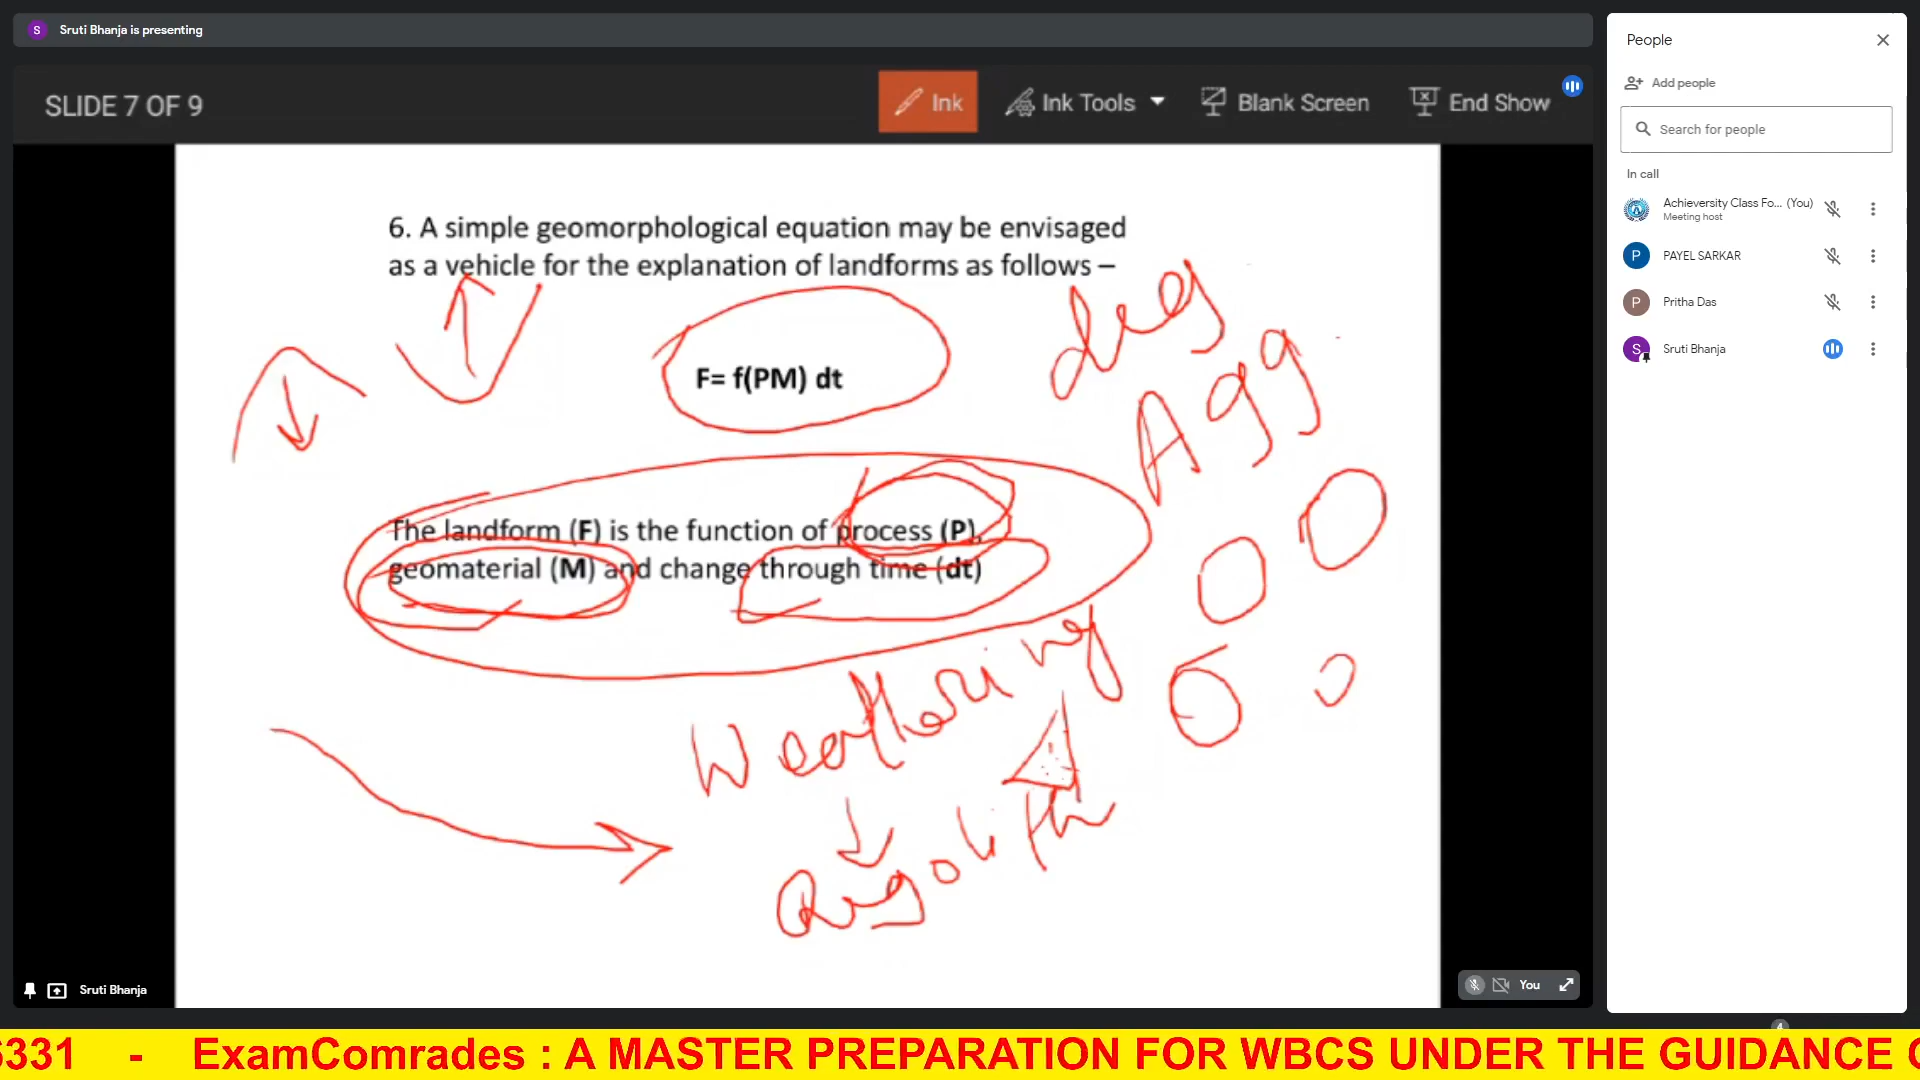 S Sruti Bhanja is presenting
People
Add people
SLIDE 7 OF 9
Ink
Ink Tools
Blank Screen
End Show
Search for people
In call
6. A simple geomorphological equation may be envisaged
as a vehicle for the explanation of landforms as follows –
F= f(PM) dt
The landform (F) is the function of process (P),
geomaterial (M) and change through time (dt)
deg
Agg
Weathering
Regolith
Achieversity Class Fo... (You)
Meeting host
P PAYEL SARKAR
P Pritha Das
S Sruti Bhanja
Sruti Bhanja
You
4
6331 - ExamComrades : A MASTER PREPARATION FOR WBCS UNDER THE GUIDANCE